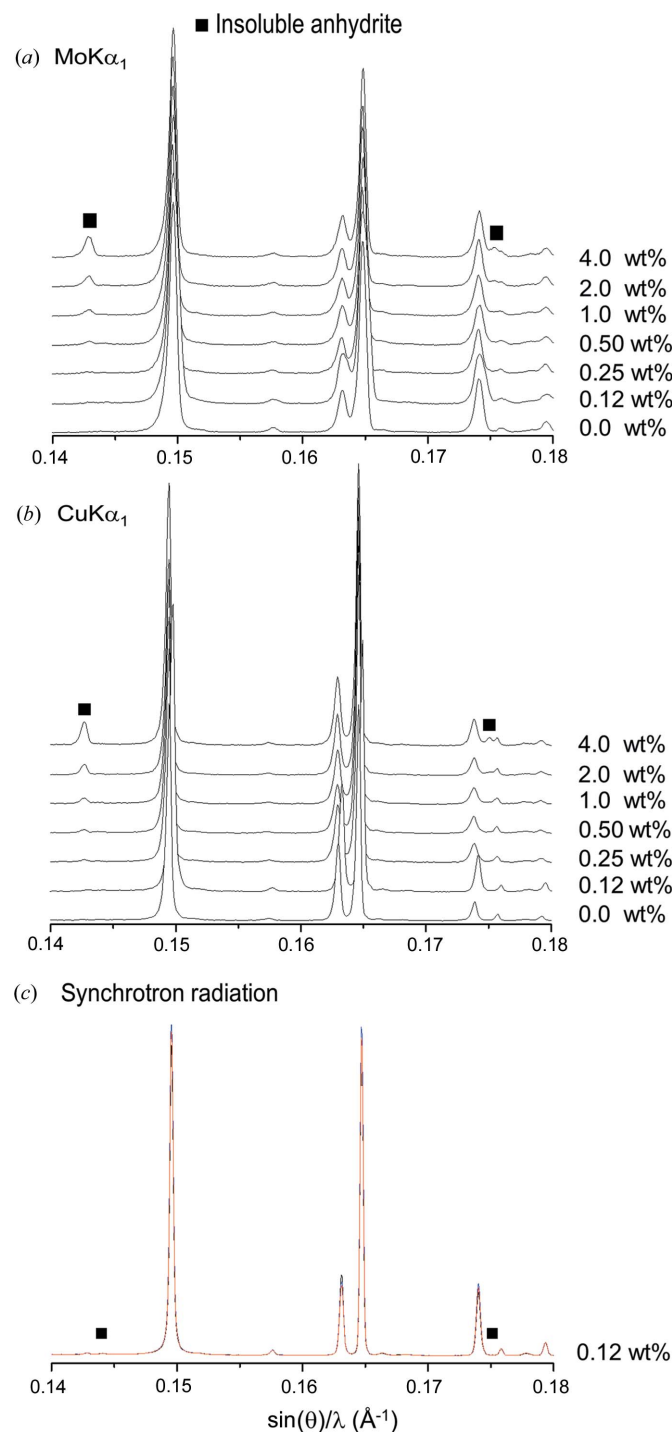 ■ Insoluble anhydrite
(a) MoKα₁
4.0 wt%
2.0 wt%
1.0 wt%
0.50 wt%
0.25 wt%
0.12 wt%
0.0 wt%
0.14 0.15 0.16 0.17 0.18
(b) CuKα₁
4.0 wt%
2.0 wt%
1.0 wt%
0.50 wt%
0.25 wt%
0.12 wt%
0.0 wt%
0.14 0.15 0.16 0.17 0.18
(c) Synchrotron radiation
0.12 wt%
0.14 0.15 0.16 0.17 0.18
sin(θ)/λ (Å⁻¹)